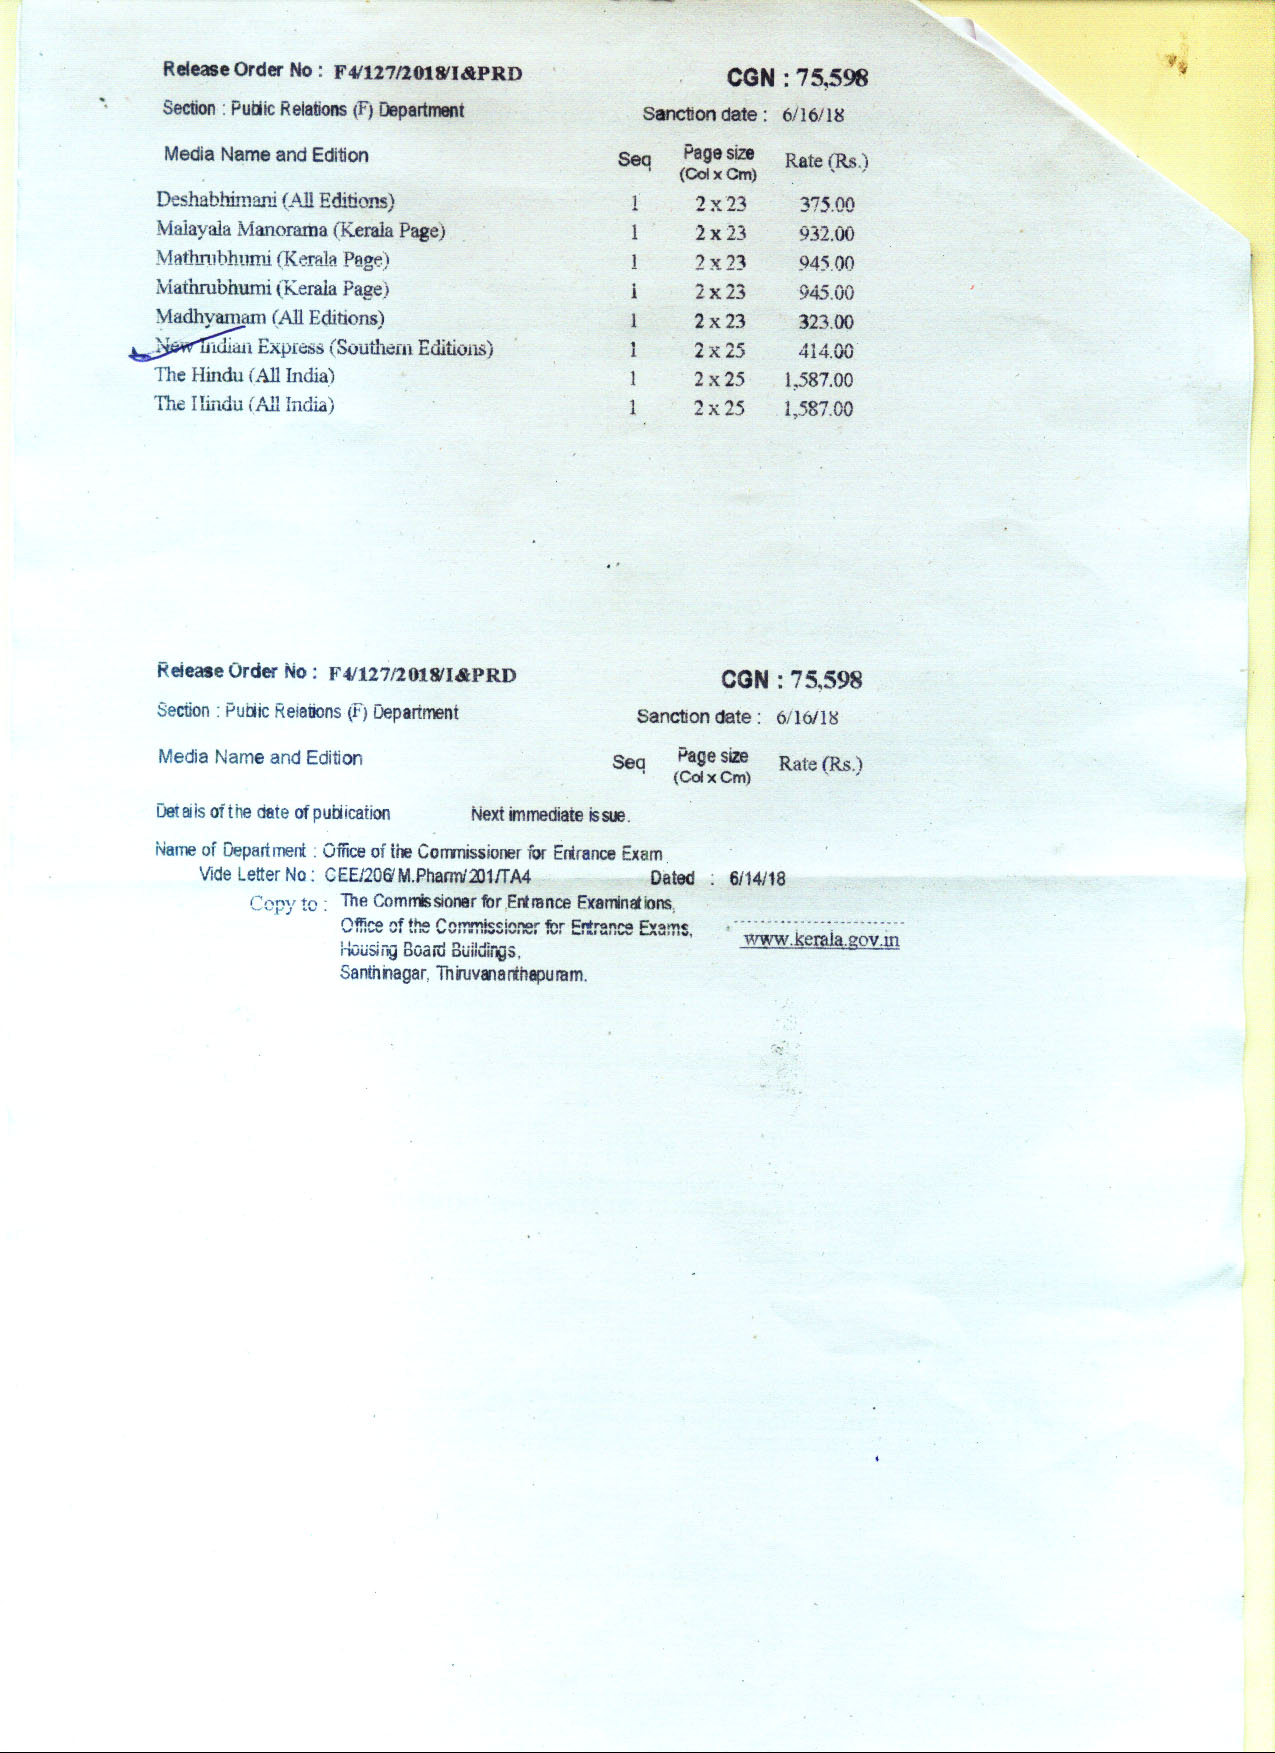 Release Order No : F4/127/2018/I&PRD CGN : 75,598
Section : Public Relations (F) Department Sanction date : 6/16/18
Media Name and Edition Seq Page size (Col x Cm) Rate (Rs.)
Deshabhimani (All Editions) 1 2 x 23 375.00
Malayala Manorama (Kerala Page) 1 2 x 23 932.00
Mathrubhumi (Kerala Page) 1 2 x 23 945.00
Mathrubhumi (Kerala Page) 1 2 x 23 945.00
Madhyamam (All Editions) 1 2 x 23 323.00
New Indian Express (Southern Editions) 1 2 x 25 414.00
The Hindu (All India) 1 2 x 25 1,587.00
The Hindu (All India) 1 2 x 25 1,587.00
Release Order No : F4/127/2018/I&PRD CGN : 75,598
Section : Public Relations (F) Department Sanction date : 6/16/18
Media Name and Edition Seq Page size (Col x Cm) Rate (Rs.)
Details of the date of publication Next immediate issue.
Name of Department : Office of the Commissioner for Entrance Exam
Vide Letter No : CEE/206/M.Pharm/201/TA4 Dated : 6/14/18
Copy to : The Commissioner for Entrance Examinations,
Office of the Commissioner for Entrance Exams,
www.kerala.gov.in
Housing Board Buildings,
Santhinagar, Thiruvananthapuram.